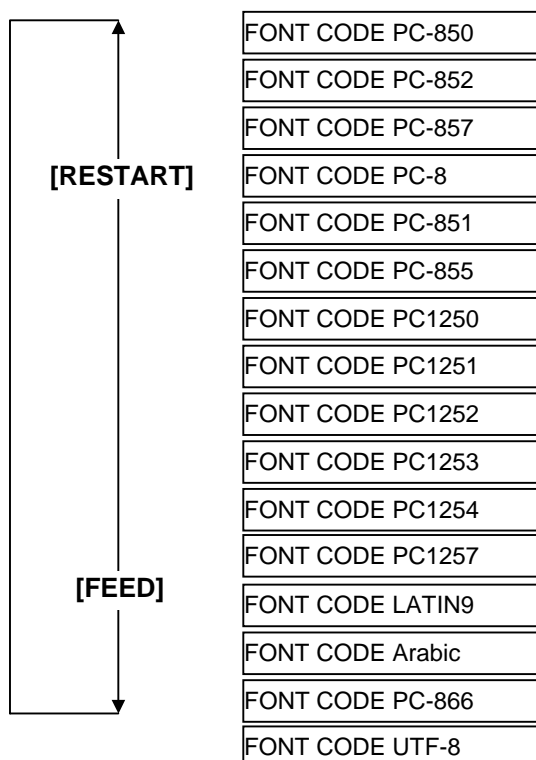 FONT CODE PC-850
FONT CODE PC-852
FONT CODE PC-857
[RESTART]
FONT CODE PC-8
FONT CODE PC-851
FONT CODE PC-855
FONT CODE PC1250
FONT CODE PC1251
FONT CODE PC1252
FONT CODE PC1253
FONT CODE PC1254
FONT CODE PC1257
[FEED]
FONT CODE LATIN9
FONT CODE Arabic
FONT CODE PC-866
FONT CODE UTF-8